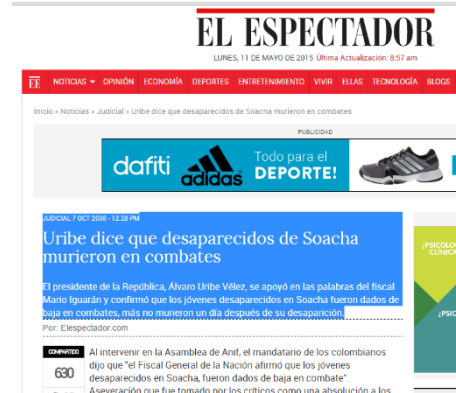 EL ESPECTADOR
LUNES, 11 DE MAYO DE 2015 Última Actualización: 8:57 am
EE NOTICIAS OPINIÓN ECONOMÍA DEPORTES ENTRETENIMIENTO VIVIR ELLAS TECNOLOGÍA BLOGS
Inicio » Noticias » Judicial » Uribe dice que desaparecidos de Soacha murieron en combates
PUBLICIDAD
dafiti adidas Todo para el
DEPORTE!
JUDICIAL 7 OCT 2008 - 12:28 PM
Uribe dice que desaparecidos de Soacha
murieron en combates
El presidente de la República, Álvaro Uribe Vélez, se apoyó en las palabras del fiscal
Mario Iguarán y confirmó que los jóvenes desaparecidos en Soacha fueron dados de
baja en combates, más no murieron un día después de su desaparición.
Por: Elespectador.com
COMPARTIDO
630
Al intervenir en la Asamblea de Anif, el mandatario de los colombianos
dijo que "el Fiscal General de la Nación afirmó que los jóvenes
desaparecidos en Soacha, fueron dados de baja en combate".
Aseveración que fue tomado por los críticos como una absolución a los
¿PSICOLO
CLÍNICA
¿PSIC